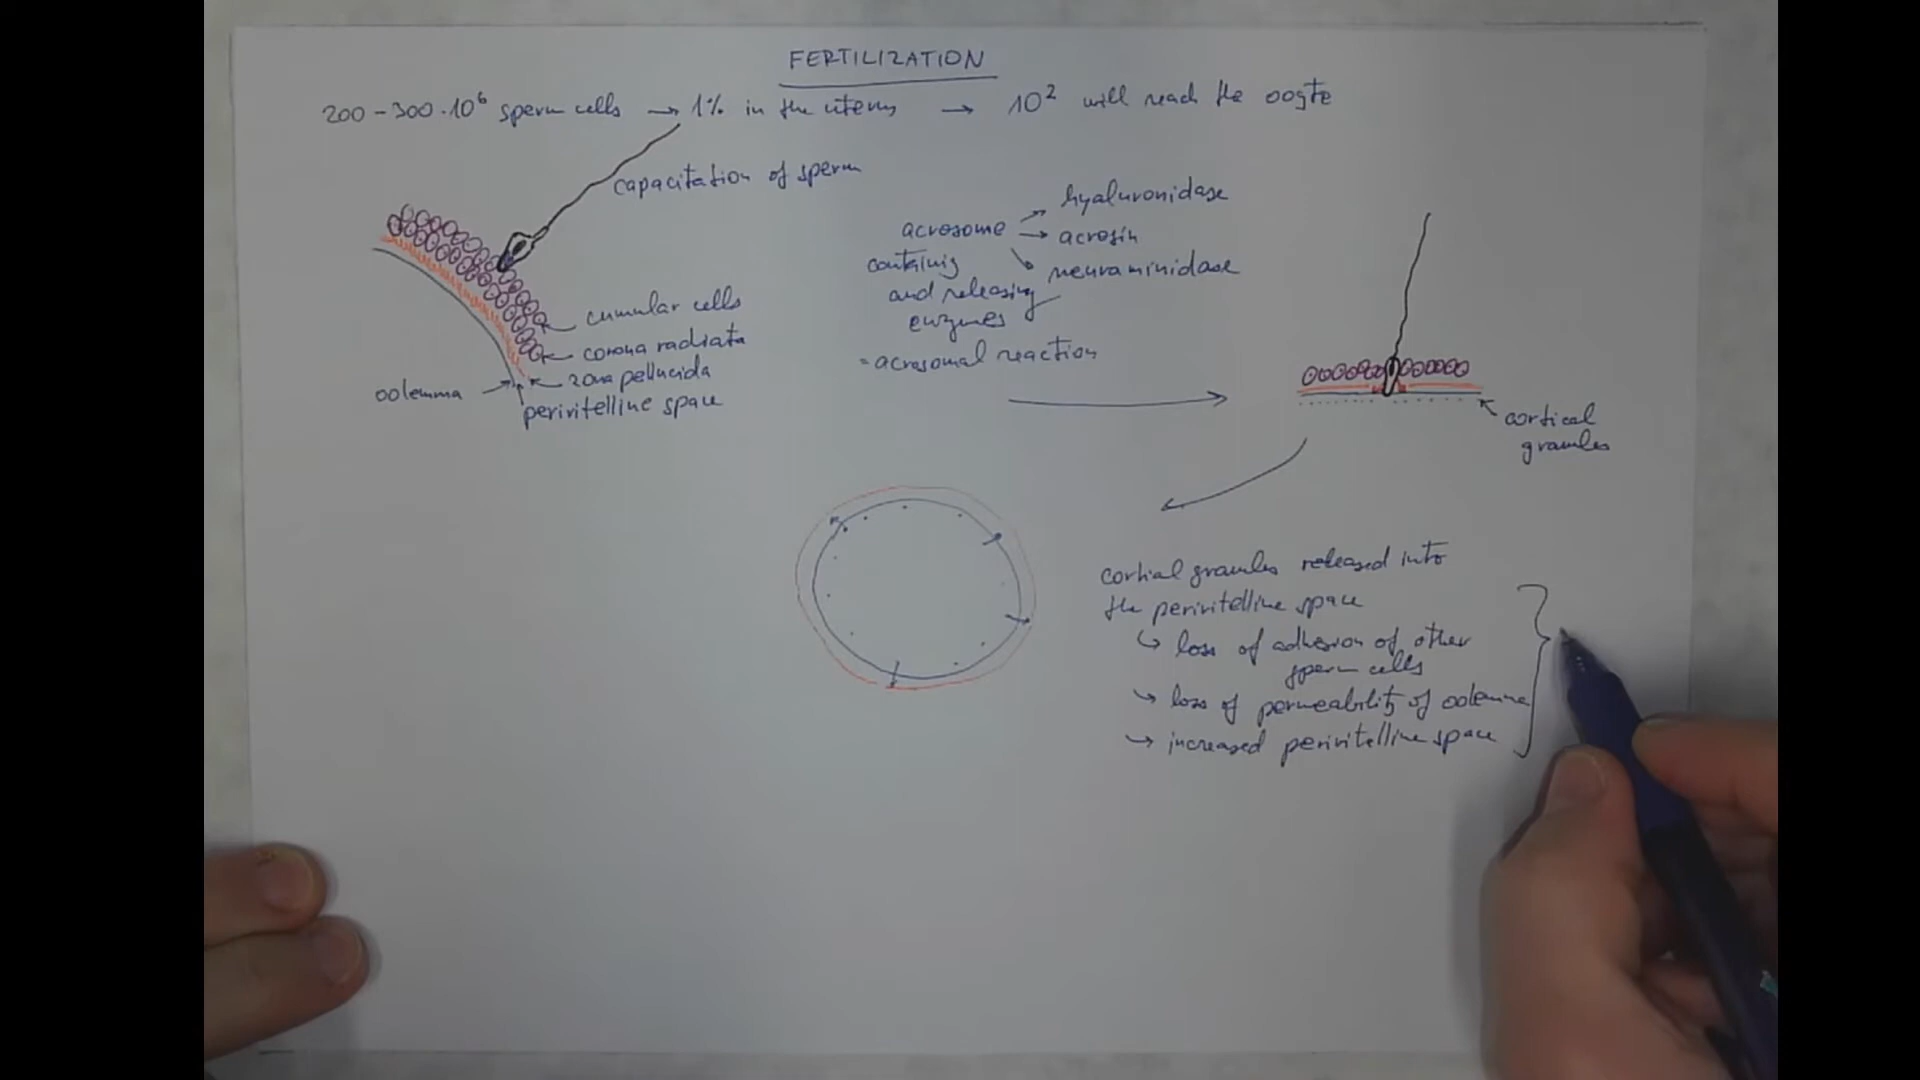 FERTILIZATION
200-300·10⁶ sperm cells → 1% in the uterus → 10² will reach the oocyte
capacitation of sperm
cumular cells
corona radiata
zona pellucida
oolemma
perivitelline space
acrosome → hyaluronidase
→ acrosin
→ neuraminidase
containing
and releasing
enzymes
= acrosomal reaction
cortical
granules
cortical granules released into
the perivitelline space
↳ loss of adhesion of other
sperm cells
↳ loss of permeability of oolemma
↳ increased perivitelline space